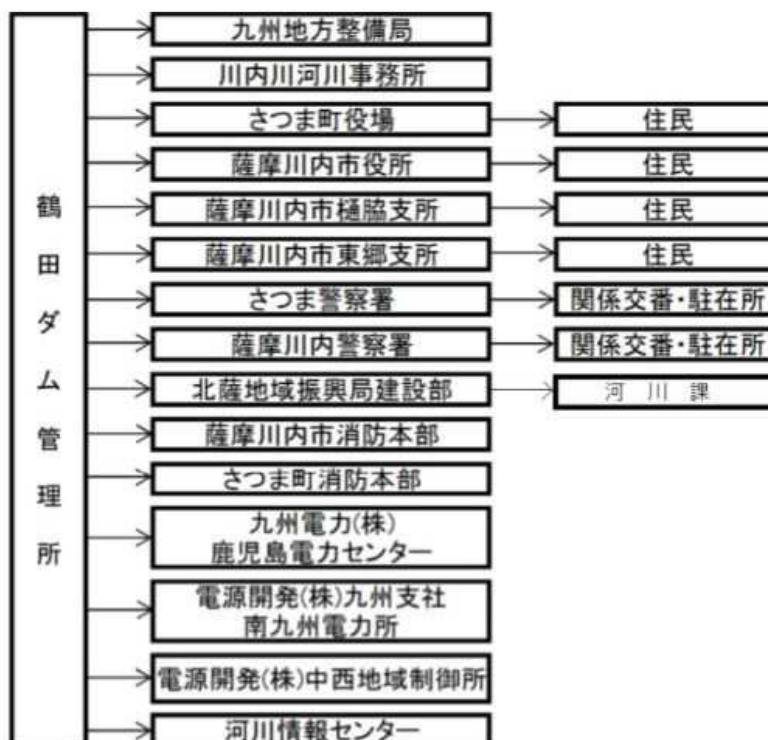 鶴田ダム管理所
九州地方整備局
川内川河川事務所
さつま町役場
住民
薩摩川内市役所
住民
薩摩川内市樋脇支所
住民
薩摩川内市東郷支所
住民
さつま警察署
関係交番・駐在所
薩摩川内警察署
関係交番・駐在所
北薩地域振興局建設部
河川課
薩摩川内市消防本部
さつま町消防本部
九州電力(株)
鹿児島電力センター
電源開発(株)九州支社
南九州電力所
電源開発(株)中西地域制御所
河川情報センター